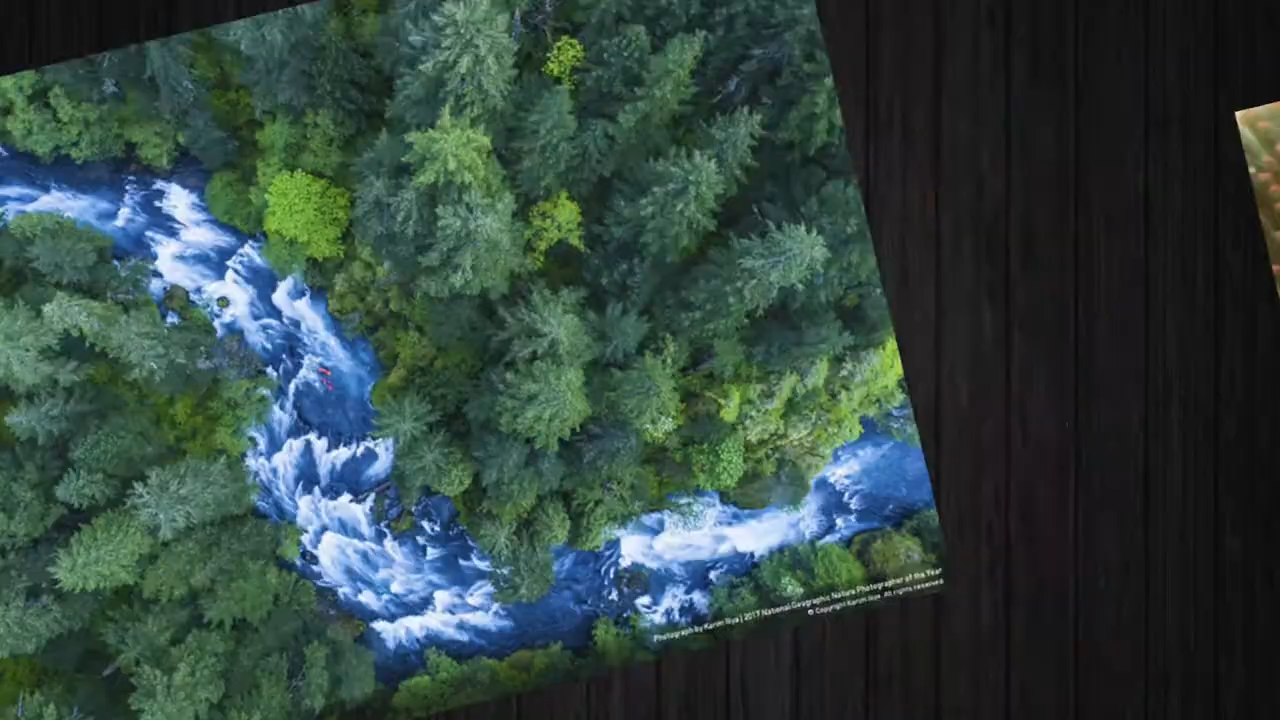 Photograph by Karim Iliya | 2017 National Geographic Nature Photographer of the Year
© Copyright Karim Iliya All rights reserved